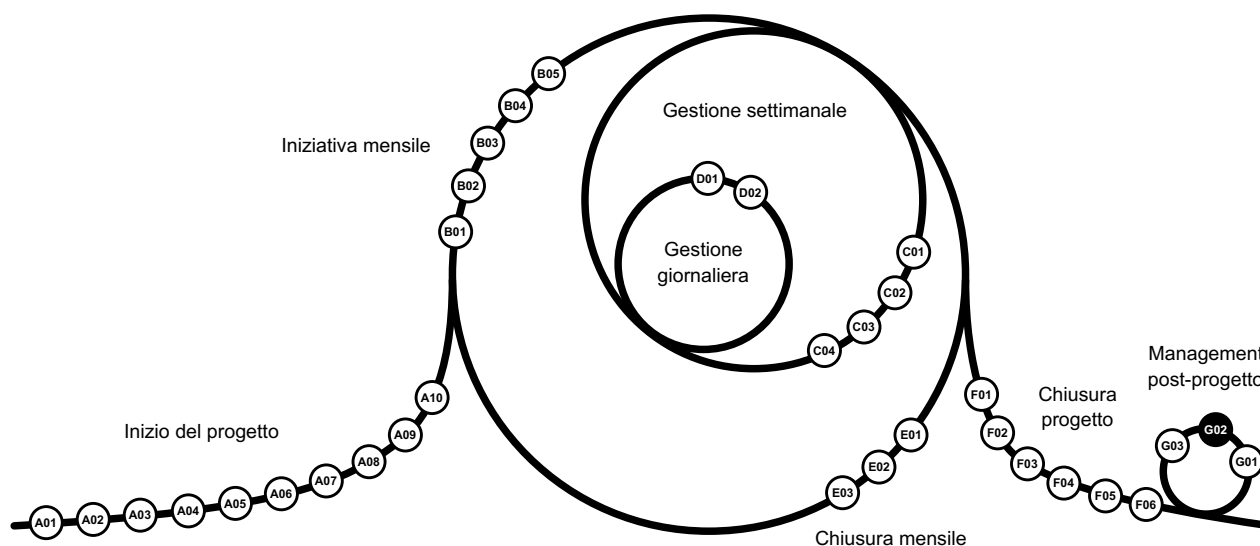 Inizio del progetto
A01
A02
A03
A04
A05
A06
A07
A08
A09
A10
Iniziativa mensile
B01
B02
B03
B04
B05
Gestione settimanale
C01
C02
C03
C04
D01
D02
Gestione
giornaliera
E01
E02
E03
Chiusura mensile
Chiusura
progetto
F01
F02
F03
F04
F05
F06
Management
post-progetto
G01
G02
G03